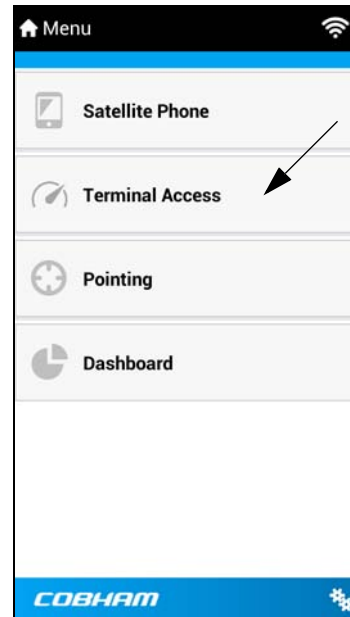 Menu
Satellite Phone
Terminal Access
Pointing
Dashboard
COBHAM